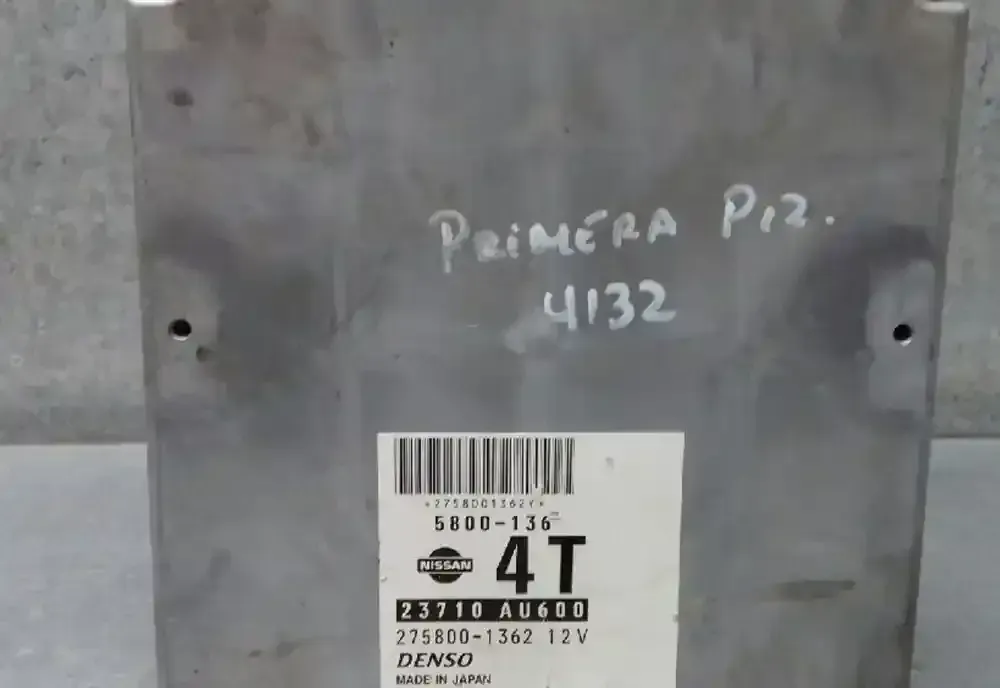 PRIMÉRA P12.
4132
*2758001362Y*
5800-136
NISSAN 4T
23710 AU600
275800-1362 12V
DENSO
MADE IN JAPAN